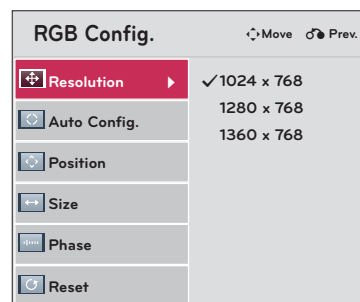 RGB Config.
Move Prev.
Resolution
1024 x 768
1280 x 768
1360 x 768
Auto Config.
Position
Size
Phase
Reset